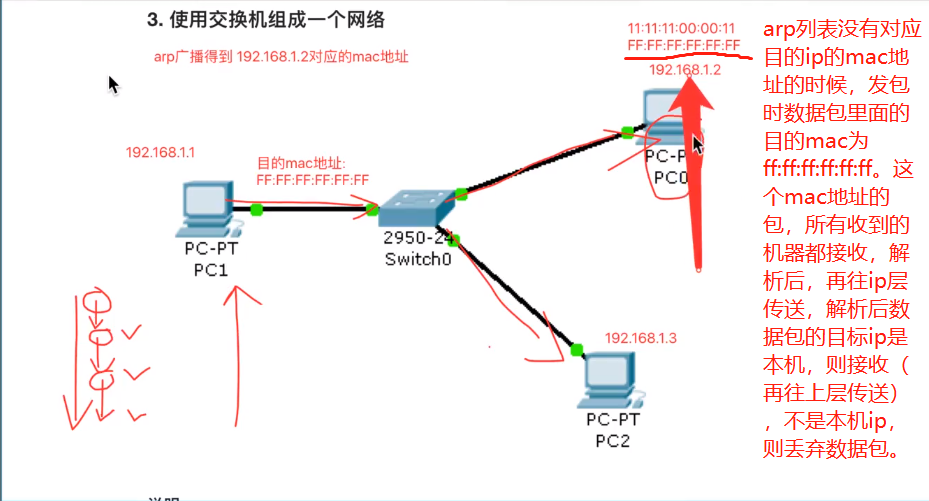 3. 使用交换机组成一个网络
arp广播得到 192.168.1.2对应的mac地址
11:11:11:00:00:11
FF:FF:FF:FF:FF:FF
192.168.1.2
PC0
192.168.1.1
目的mac地址:
FF:FF:FF:FF:FF:FF
PC-PT
PC1
2950-24
Switch0
192.168.1.3
PC-PT
PC2
arp列表没有对应
目的ip的mac地
址的时候，发包
时数据包里面的
目的mac为
ff:ff:ff:ff:ff:ff。这
个mac地址的
包，所有收到的
机器都接收，解
析后，再往ip层
传送，解析后数
据包的目标ip是
本机，则接收（
再往上层传送）
，不是本机ip，
则丢弃数据包。